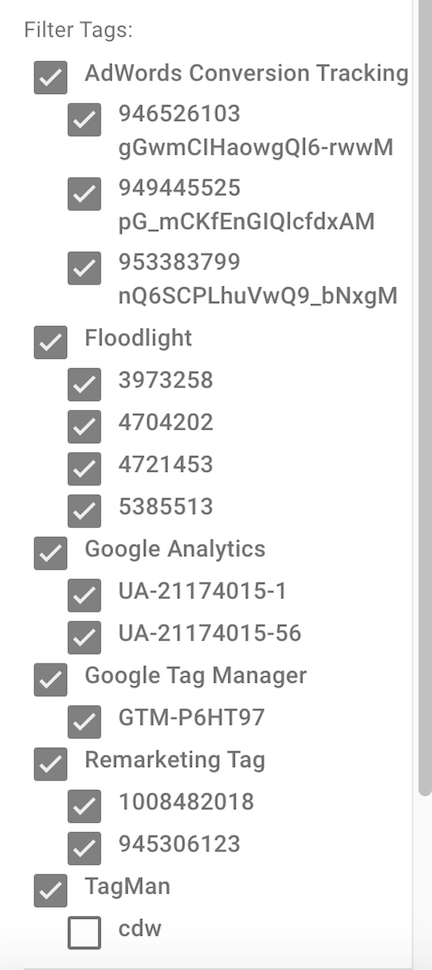 Filter Tags:
AdWords Conversion Tracking
946526103
gGwmCIHaowgQl6-rwwM
949445525
pG_mCKfEnGIQlcfdxAM
953383799
nQ6SCPLhuVwQ9_bNxgM
Floodlight
3973258
4704202
4721453
5385513
Google Analytics
UA-21174015-1
UA-21174015-56
Google Tag Manager
GTM-P6HT97
Remarketing Tag
1008482018
945306123
TagMan
cdw